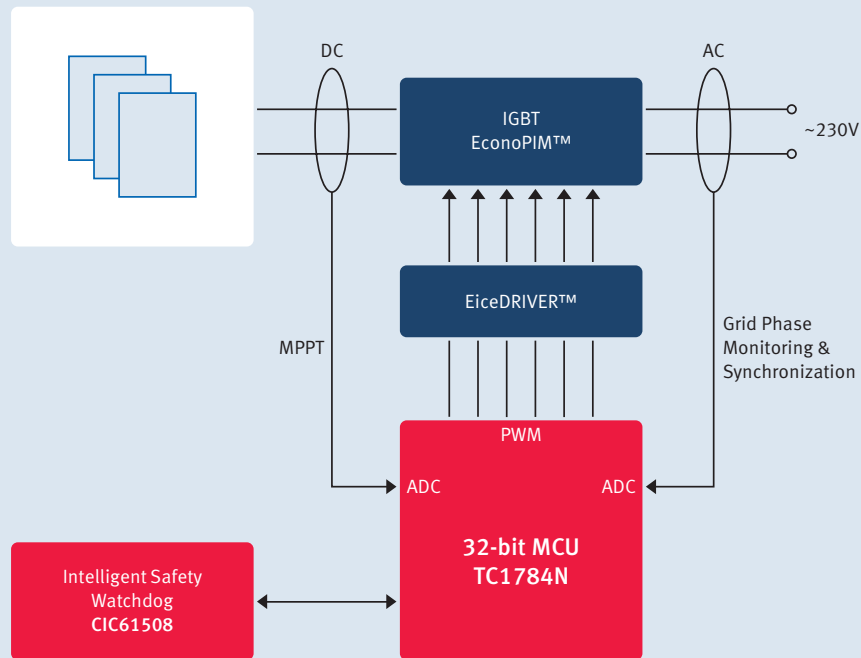 DC
AC
IGBT
EconoPIM™
~230V
EiceDRIVER™
MPPT
Grid Phase
Monitoring &
Synchronization
PWM
ADC
ADC
32-bit MCU
TC1784N
Intelligent Safety
Watchdog
CIC61508